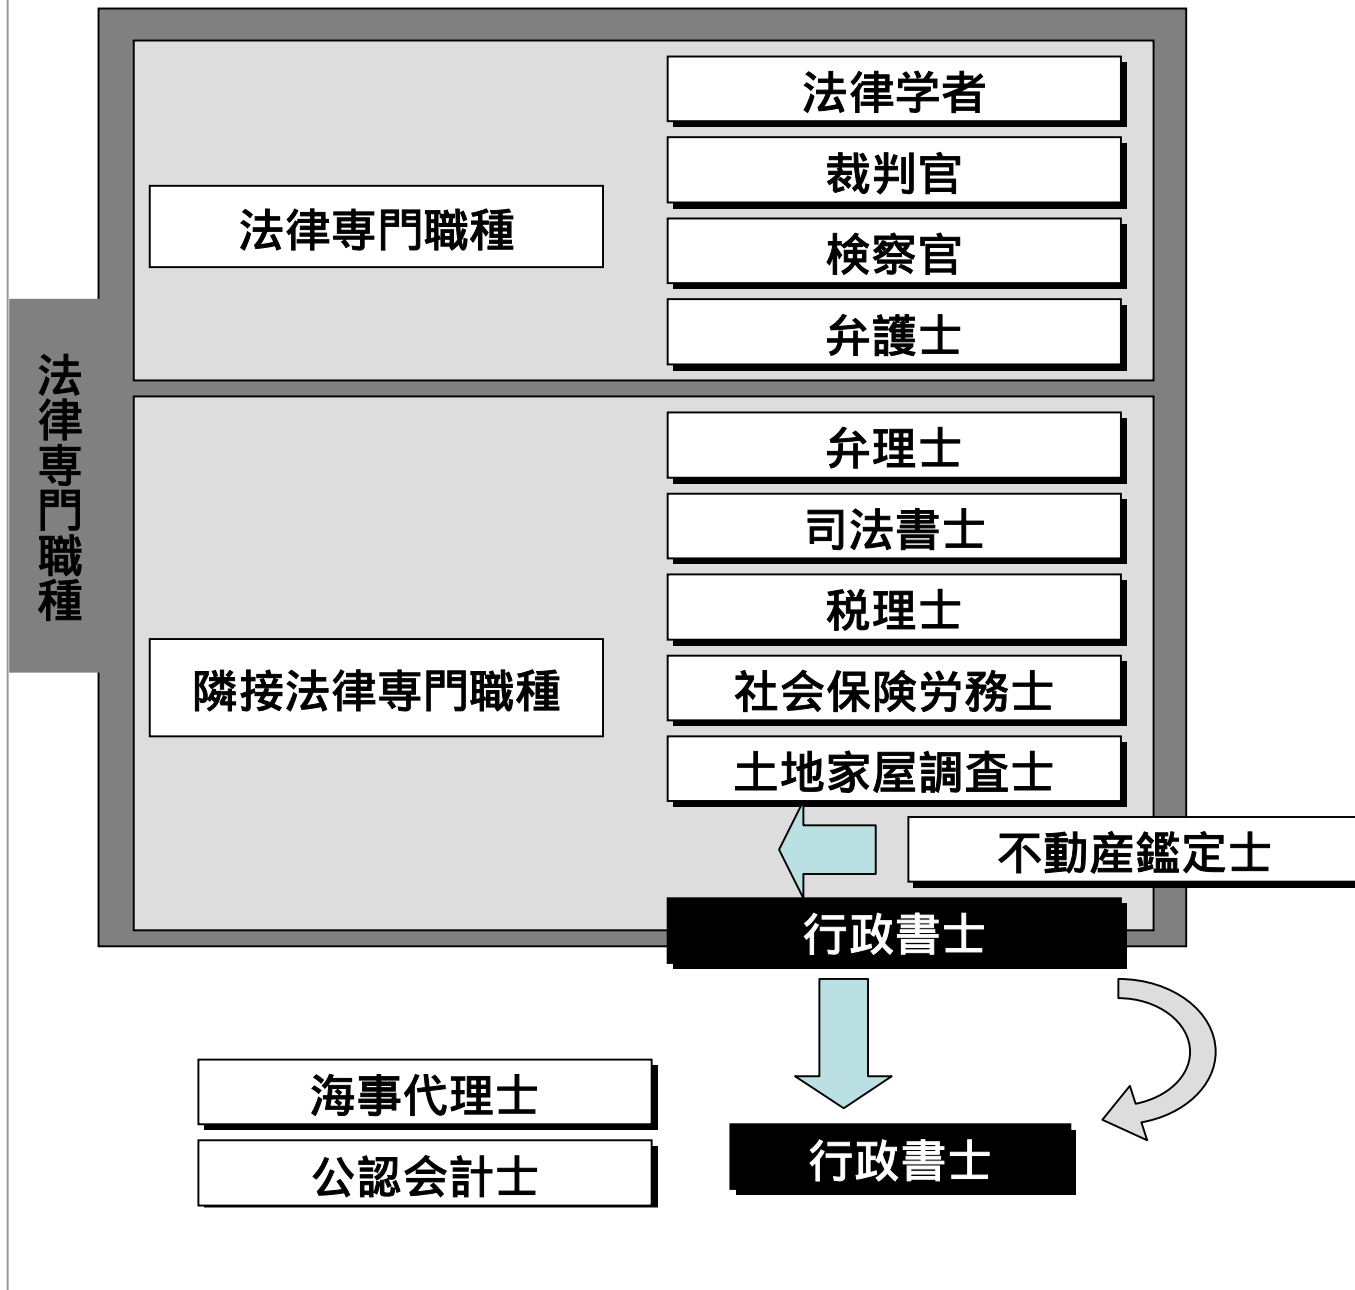 法律専門職種
法律専門職種
法律学者
裁判官
検察官
弁護士
隣接法律専門職種
弁理士
司法書士
税理士
社会保険労務士
土地家屋調査士
不動産鑑定士
行政書士
海事代理士
公認会計士
行政書士